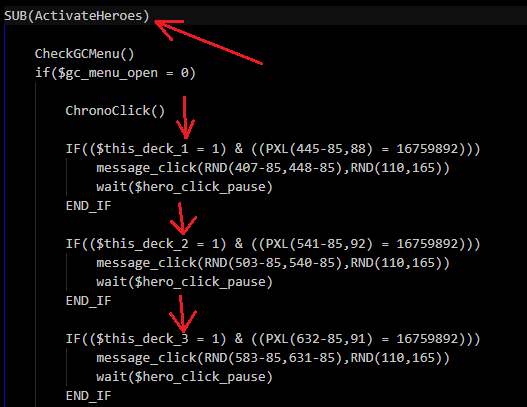 SUB(ActivateHeroes)
CheckGCMenu()
if($gc_menu_open = 0)
ChronoClick()
IF(($this_deck_1 = 1) & ((PXL(445-85,88) = 16759892)))
message_click(RND(407-85,448-85),RND(110,165))
wait($hero_click_pause)
END_IF
IF(($this_deck_2 = 1) & ((PXL(541-85,92) = 16759892)))
message_click(RND(503-85,540-85),RND(110,165))
wait($hero_click_pause)
END_IF
IF(($this_deck_3 = 1) & ((PXL(632-85,91) = 16759892)))
message_click(RND(583-85,631-85),RND(110,165))
wait($hero_click_pause)
END_IF